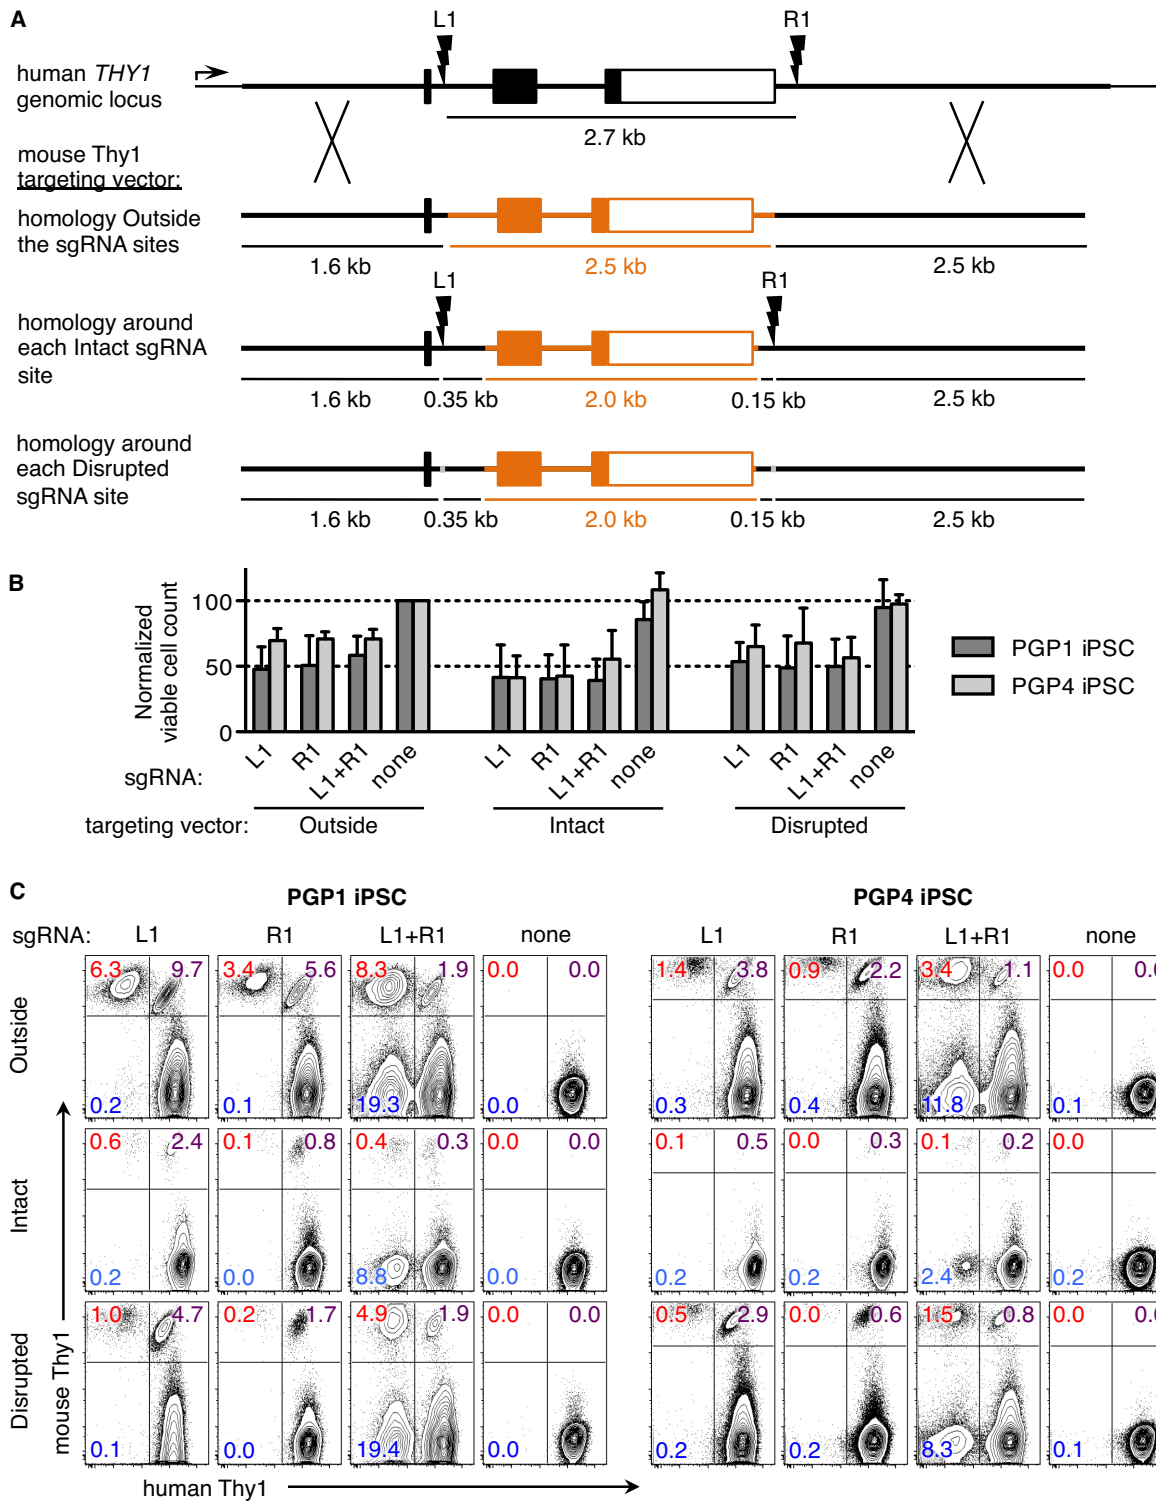 A
L1
R1
human THY1
genomic locus
2.7 kb
mouse Thy1
targeting vector:
homology Outside
the sgRNA sites
1.6 kb
2.5 kb
2.5 kb
L1
R1
homology around
each Intact sgRNA
site
1.6 kb
0.35 kb
2.0 kb
0.15 kb
2.5 kb
homology around
each Disrupted
sgRNA site
1.6 kb
0.35 kb
2.0 kb
0.15 kb
2.5 kb
B
Normalized
viable cell count
100
50
0
PGP1 iPSC
PGP4 iPSC
sgRNA:
L1
R1
L1+R1
none
L1
R1
L1+R1
none
L1
R1
L1+R1
none
targeting vector:
Outside
Intact
Disrupted
C
PGP1 iPSC
PGP4 iPSC
sgRNA:
L1
R1
L1+R1
none
L1
R1
L1+R1
none
Outside
6.3 9.7
3.4 5.6
8.3 1.9
0.0 0.0
1.4 3.8
0.9 2.2
3.4 1.1
0.0 0.0
0.2
0.1
19.3
0.0
0.3
0.4
11.8
0.1
Intact
0.6 2.4
0.1 0.8
0.4 0.3
0.0 0.0
0.1 0.5
0.0 0.3
0.1 0.2
0.0 0.0
0.2
0.0
8.8
0.0
0.2
0.2
2.4
0.2
Disrupted
1.0 4.7
0.2 1.7
4.9 1.9
0.0 0.0
0.5 2.9
0.0 0.6
1.5 0.8
0.0 0.0
0.1
0.0
19.4
0.0
0.2
0.2
8.3
0.1
mouse Thy1
human Thy1